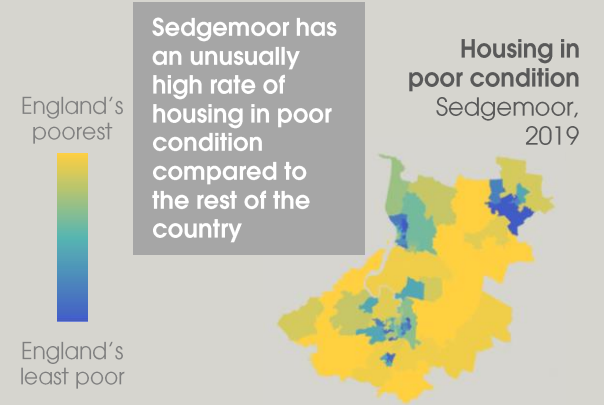 Sedgemoor has
an unusually
high rate of
housing in poor
condition
compared to
the rest of the
country
Housing in
poor condition
Sedgemoor,
2019
England's
poorest
England's
least poor